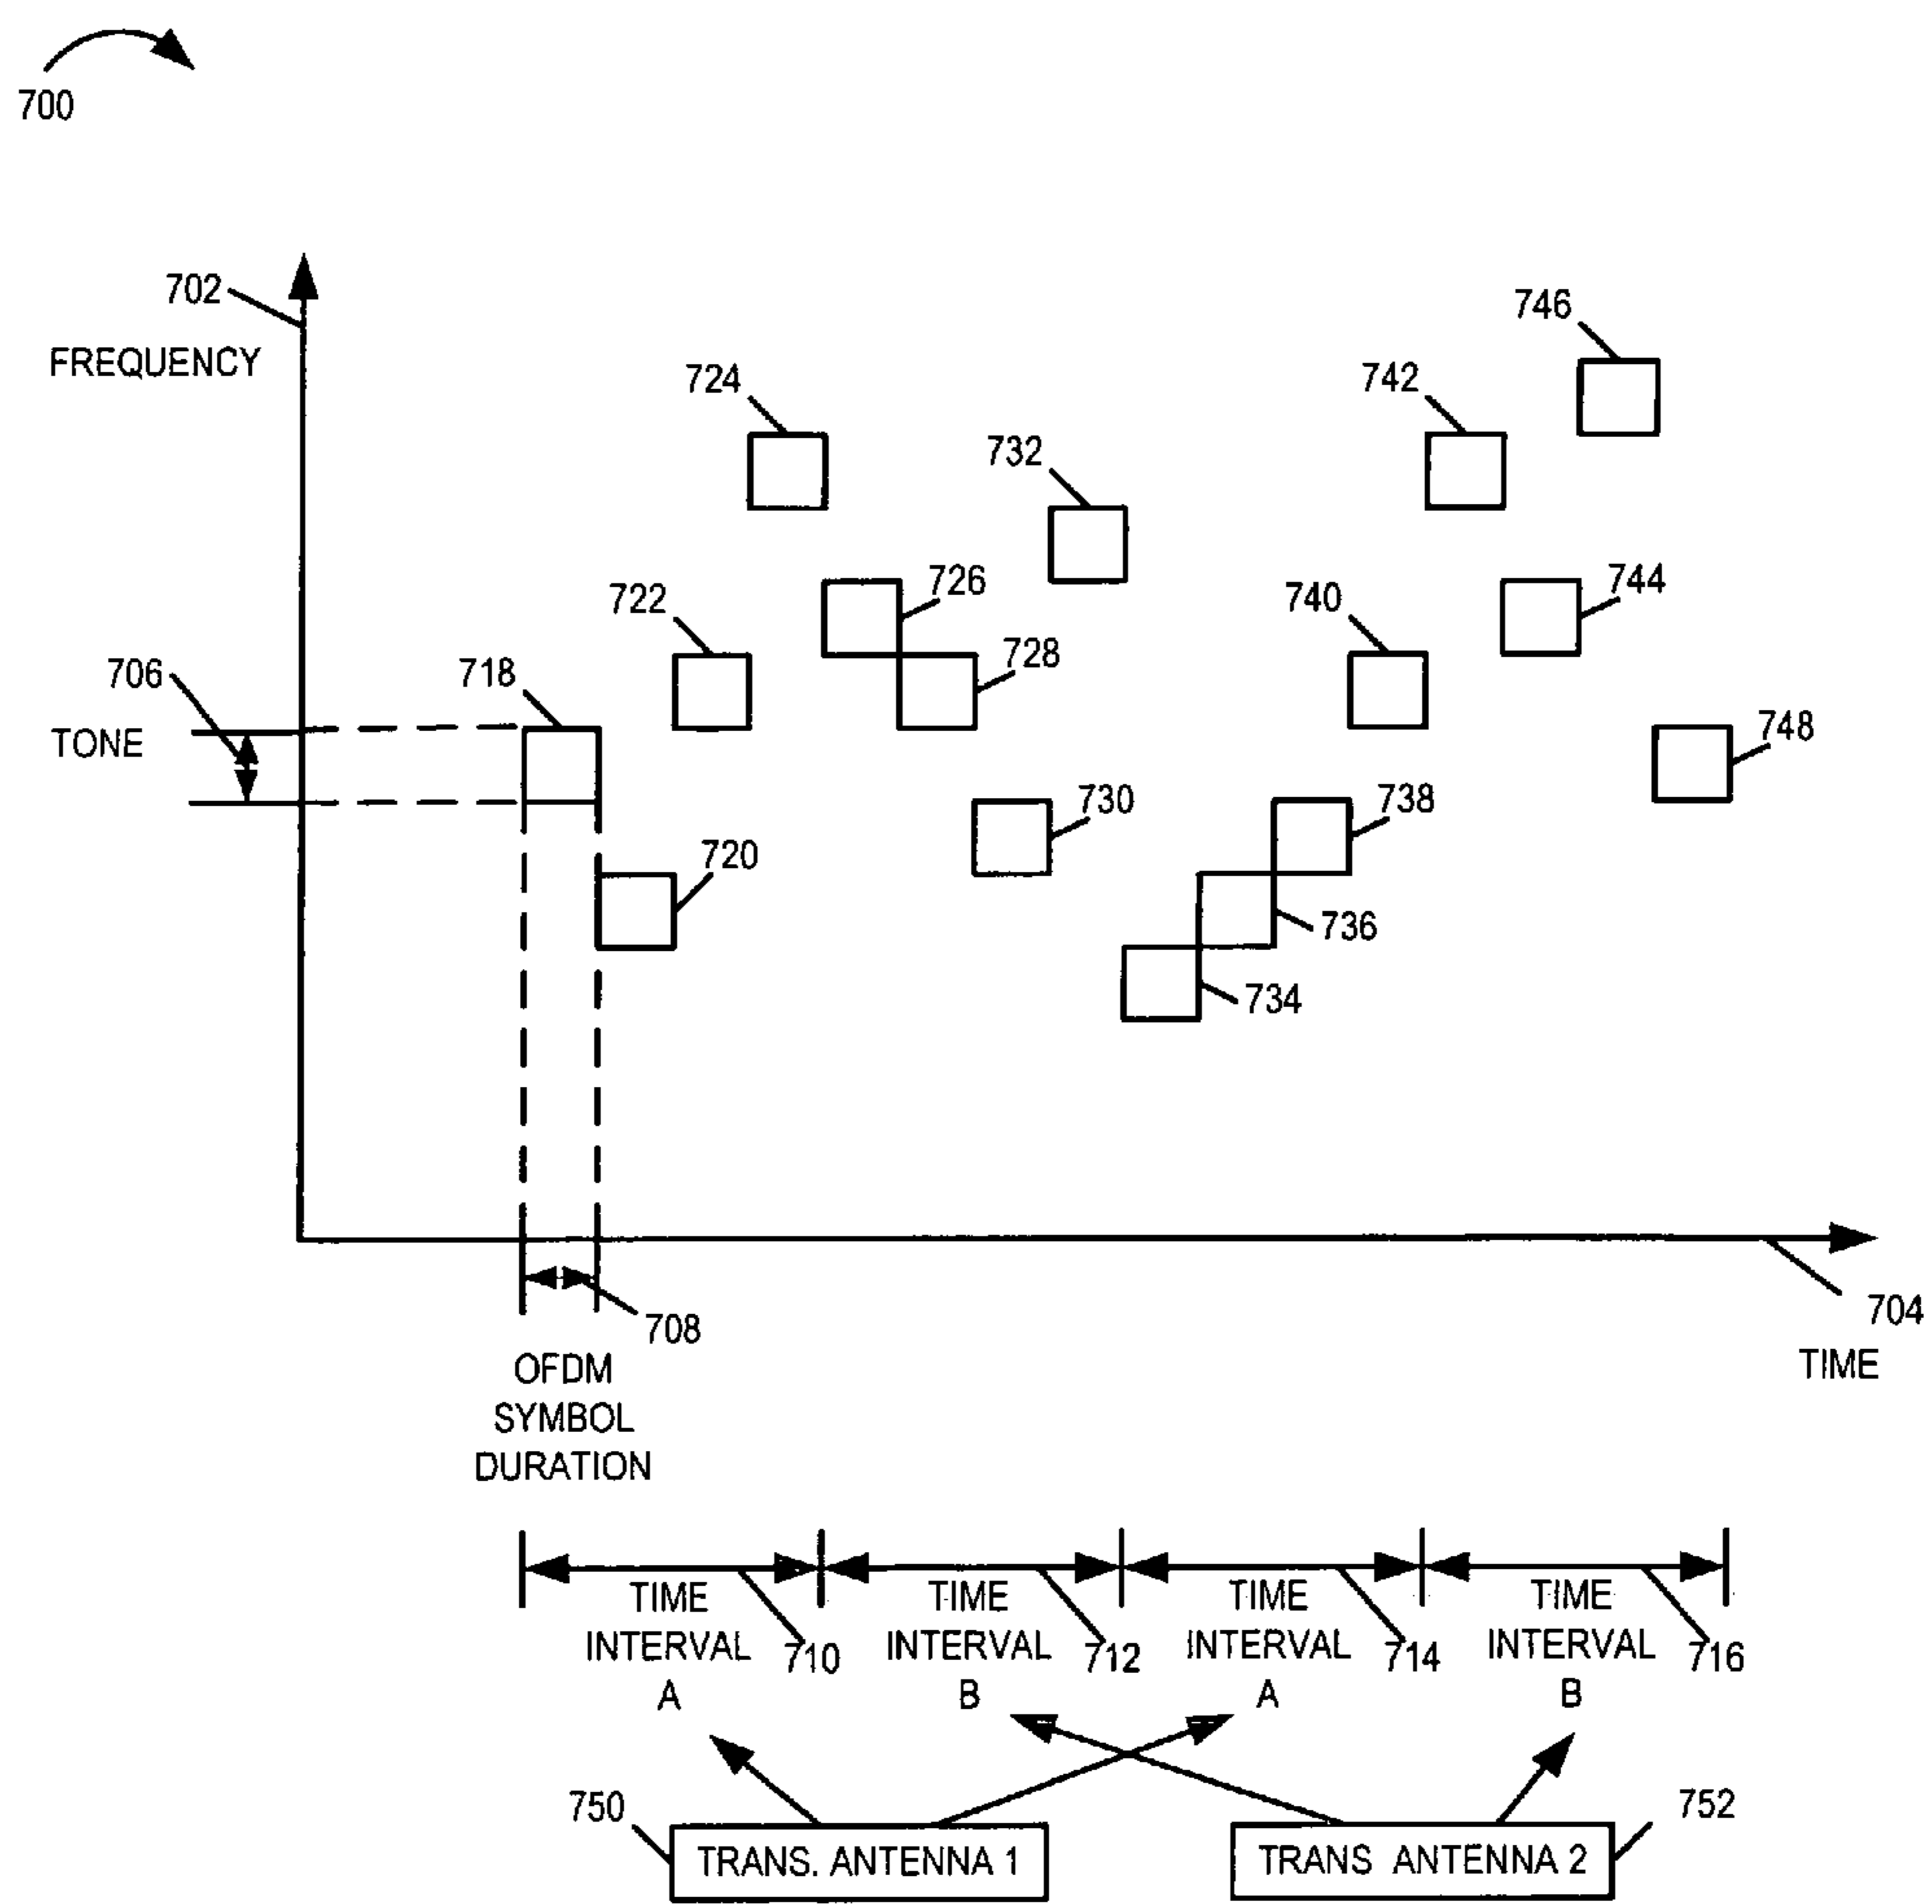 700
702
FREQUENCY
746
724
742
732
726
744
722
740
728
706
718
TONE
748
730
738
720
736
734
708
704
OFDM
SYMBOL
DURATION
TIME
TIME
INTERVAL
A
710
TIME
INTERVAL
B
712
TIME
INTERVAL
A
714
TIME
INTERVAL
B
716
750
752
TRANS. ANTENNA 1
TRANS ANTENNA 2